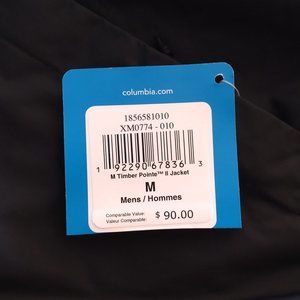 columbia.com
1856581010
XM0774 - 010
1 92290 67836 3
M Timber Pointe™ II Jacket
M
Mens / Hommes
Comparable Value:
Valeur Comparable: $ 90.00